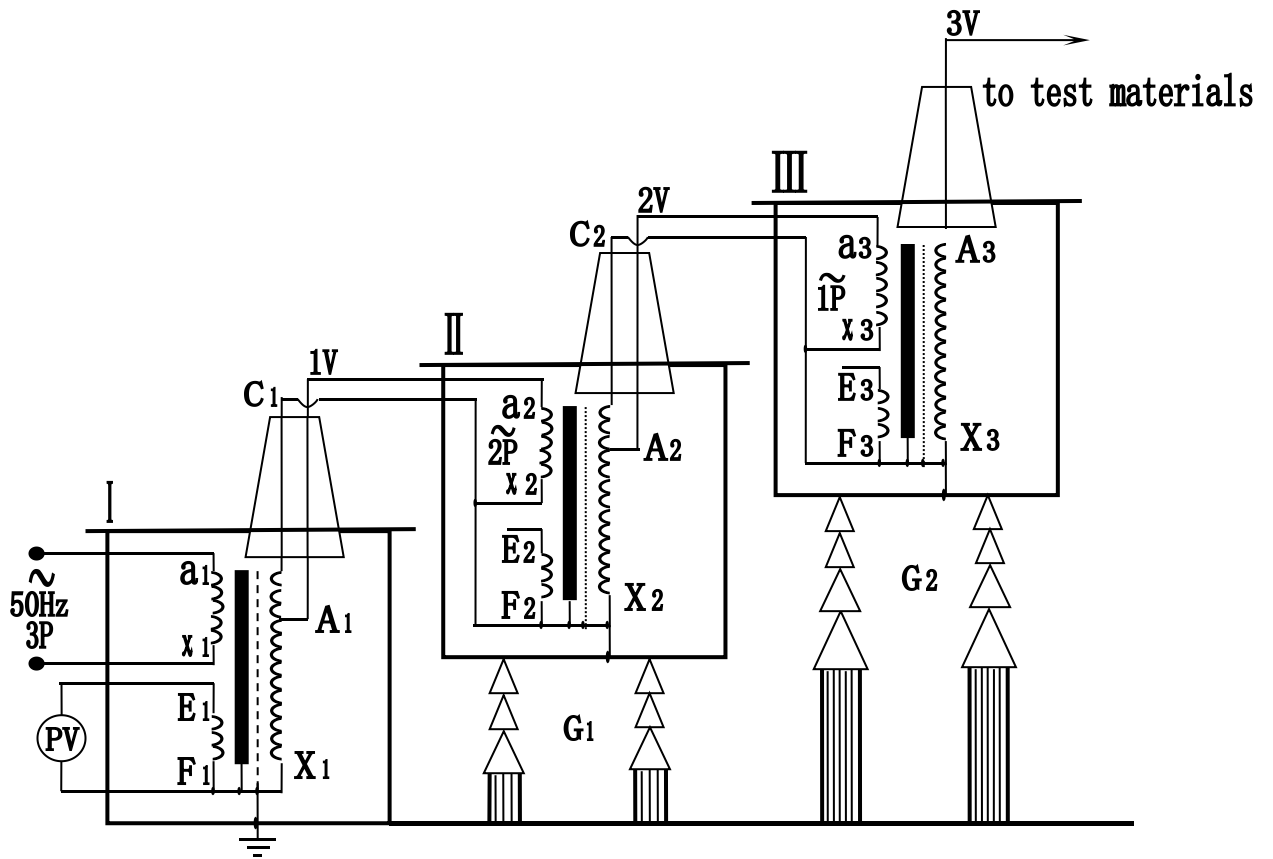 3V
to test materials
III
2V
C2
a3
A3
1P
x3
II
E3
1V
F3
X3
C1
a2
A2
2P
x2
I
E2
G2
a1
F2
X2
50Hz
3P
A1
x1
E1
G1
PV
F1
X1